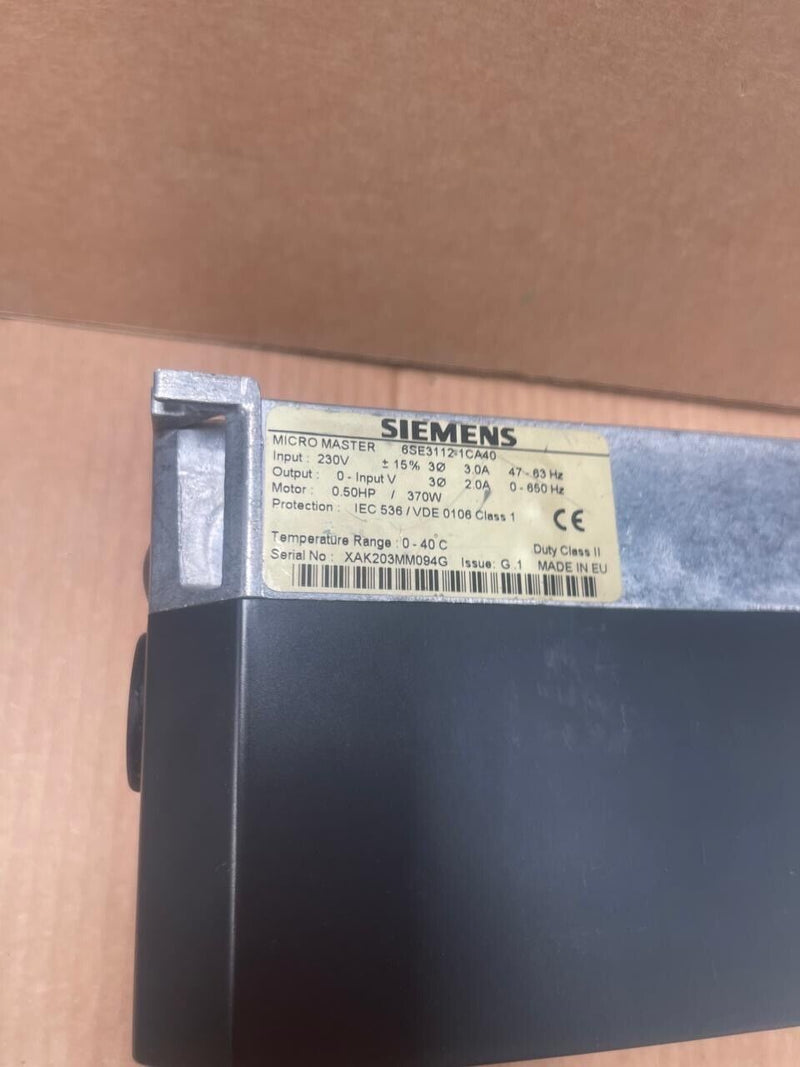 SIEMENS
MICRO MASTER 6SE3112-1CA40
Input : 230V ± 15% 3Ø 3.0A 47 - 63 Hz
Output : 0 - Input V 3Ø 2.0A 0 - 650 Hz
Motor : 0.50HP / 370W
Protection : IEC 536 / VDE 0106 Class 1
CE
Temperature Range : 0 - 40°C Duty Class II
Serial No : XAK203MM094G Issue: G.1 MADE IN EU